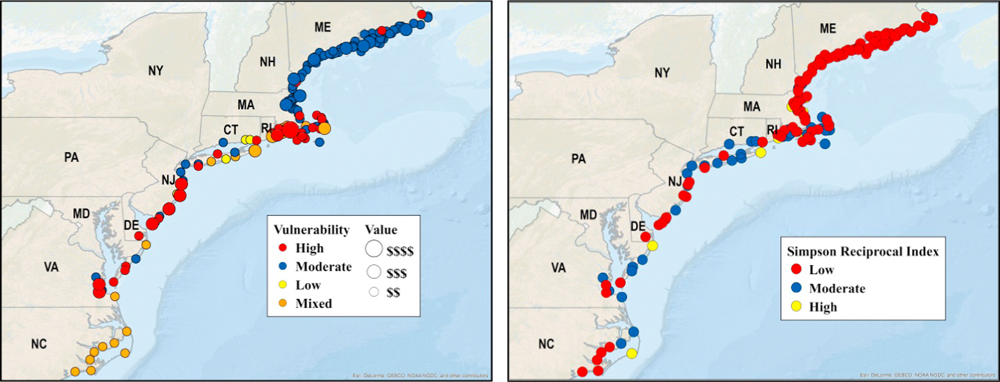 ME
NH
NY
MA
CT
RI
PA
NJ
MD
DE
VA
NC
Vulnerability Value
High $$$$
Moderate
$$$
Low
$$
Mixed
Esri, DeLorme, GEBCO, NOAA NGDC, and other contributors
ME
NH
NY
MA
CT
RI
PA
NJ
MD
DE
VA
NC
Simpson Reciprocal Index
Low
Moderate
High
Esri, DeLorme, GEBCO, NOAA NGDC, and other contributors